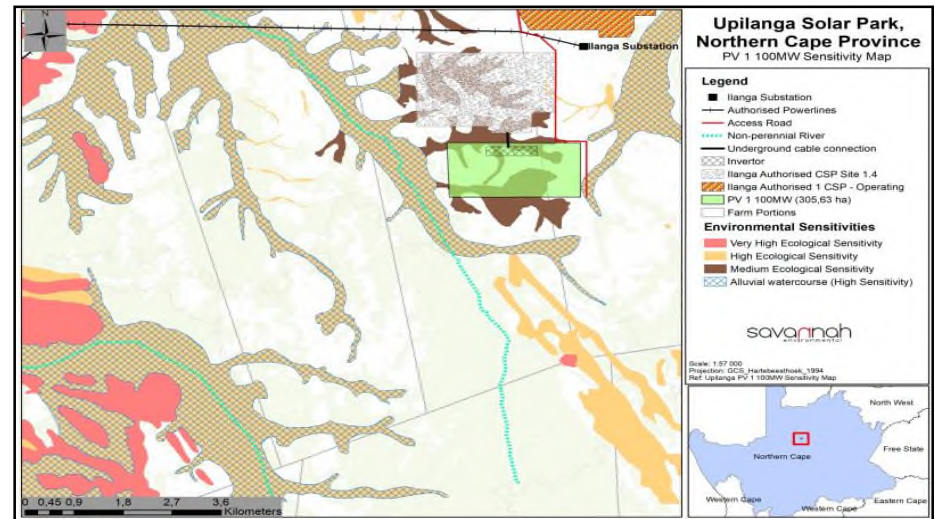 N
Ilanga Substation
0 0,45 0,9 1,8 2,7 3,6
Kilometers
Upilanga Solar Park,
Northern Cape Province
PV 1 100MW Sensitivity Map
Legend
Ilanga Substation
Authorised Powerlines
Access Road
Non-perennial River
Underground cable connection
Invertor
Ilanga Authorised CSP Site 1.4
Ilanga Authorised 1 CSP - Operating
PV 1 100MW (305,63 ha)
Farm Portions
Environmental Sensitivities
Very High Ecological Sensitivity
High Ecological Sensitivity
Medium Ecological Sensitivity
Alluvial watercourse (High Sensitivity)
savannah
environmental
Scale: 1:57 000
Projection: GCS_Hartebeesthoek_1994
Ref: Upilanga PV 1 100MW Sensitivity Map
North West
Free State
Northern Cape
Western Cape
Western Cape
Eastern Cape